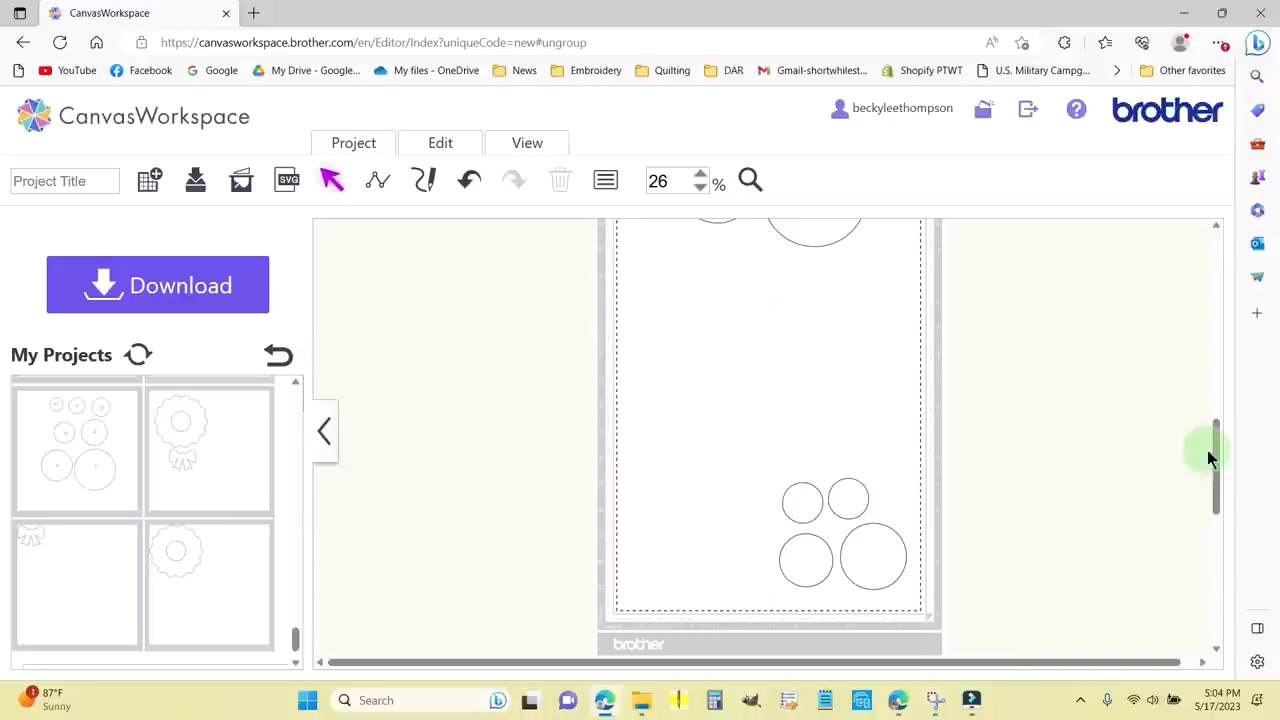 CanvasWorkspace
https://canvasworkspace.brother.com/en/Editor/Index?uniqueCode=new#ungroup
YouTube
Facebook
Google
My Drive - Google...
My files - OneDrive
News
Embroidery
Quilting
DAR
Gmail-shortwhilest...
Shopify PTWT
U.S. Military Campg...
Other favorites
CanvasWorkspace
beckyleethompson
brother
Project
Edit
View
Project Title
SVG
26
%
Download
My Projects
brother
87°F
Sunny
Search
5:04 PM
5/17/2023